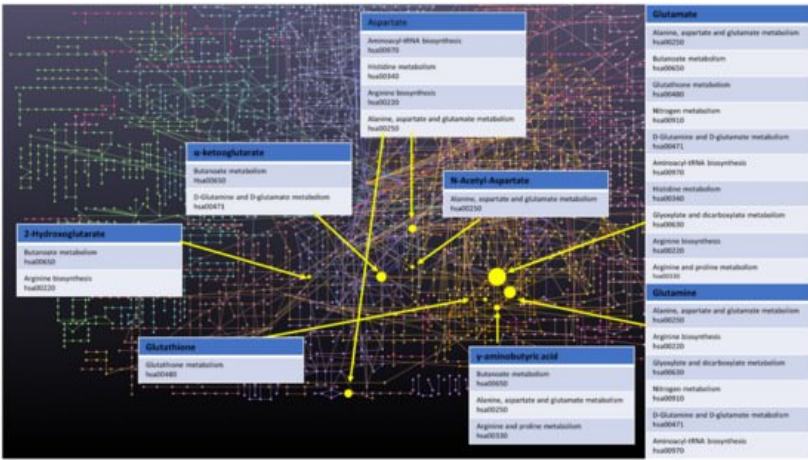 Aspartate
Aminoacyl-tRNA biosynthesis
hsa00970
Histidine metabolism
hsa00340
Arginine biosynthesis
hsa00220
Alanine, aspartate and glutamate metabolism
hsa00250
α-ketooglutarate
Butanoate metabolism
Hsa00650
D-Glutamine and D-glutamate metabolism
hsa00471
N-Acetyl-Aspartate
Alanine, aspartate and glutamate metabolism
hsa00250
2-Hydroxoglutarate
Butanoate metabolism
hsa00650
Arginine biosynthesis
hsa00220
Glutathione
Glutathione metabolism
hsa00480
γ-aminobutyric acid
Butanoate metabolism
hsa00650
Alanine, aspartate and glutamate metabolism
hsa00250
Arginine and proline metabolism
hsa00330
Glutamate
Alanine, aspartate and glutamate metabolism
hsa00250
Butanoate metabolism
hsa00650
Glutathione metabolism
hsa00480
Nitrogen metabolism
hsa00910
D-Glutamine and D-glutamate metabolism
hsa00471
Aminoacyl-tRNA biosynthesis
hsa00970
Histidine metabolism
hsa00340
Glyoxylate and dicarboxylate metabolism
hsa00630
Arginine biosynthesis
hsa00220
Arginine and proline metabolism
hsa00330
Glutamine
Alanine, aspartate and glutamate metabolism
hsa00250
Arginine biosynthesis
hsa00220
Glyoxylate and dicarboxylate metabolism
hsa00630
Nitrogen metabolism
hsa00910
D-Glutamine and D-glutamate metabolism
hsa00471
Aminoacyl-tRNA biosynthesis
hsa00970